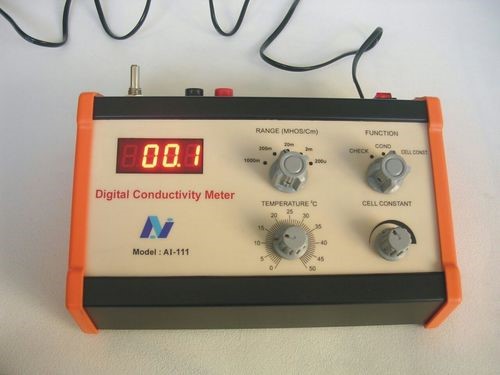 RANGE (MHOS/Cm)
FUNCTION
20m
200m
2m
1000m
200u
COND
CHECK
CELL CONST.
00.1
Digital Conductivity Meter
TEMPERATURE °C
CELL CONSTANT
20 25
15 30
10 35
5 40
0 45
50
Ai
Model : AI-111